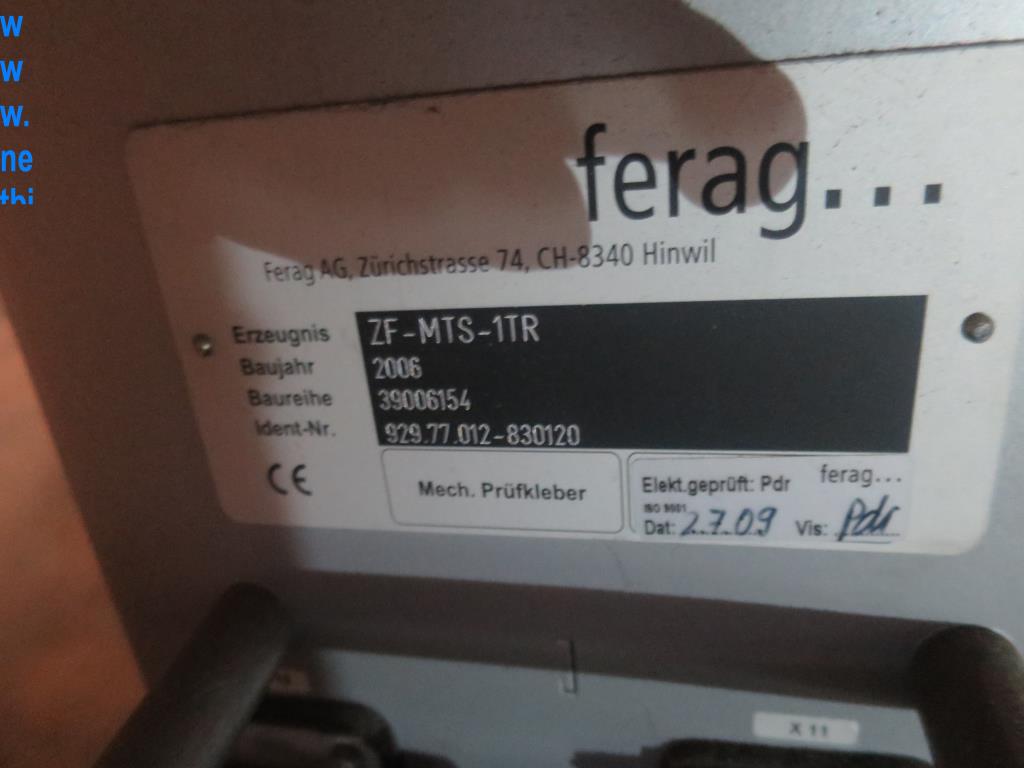 w
w
w.
ne
thi
ferag...
Ferag AG, Zürichstrasse 74, CH-8340 Hinwil
Erzeugnis ZF-MTS-1TR
Baujahr 2006
Baureihe 39006154
Ident-Nr. 929.77.012-830120
CE
Mech. Prüfkleber
Elekt.geprüft: Pdr ferag...
ISO 9001
Dat: 2.7.09 Vis: Pdr
X 11